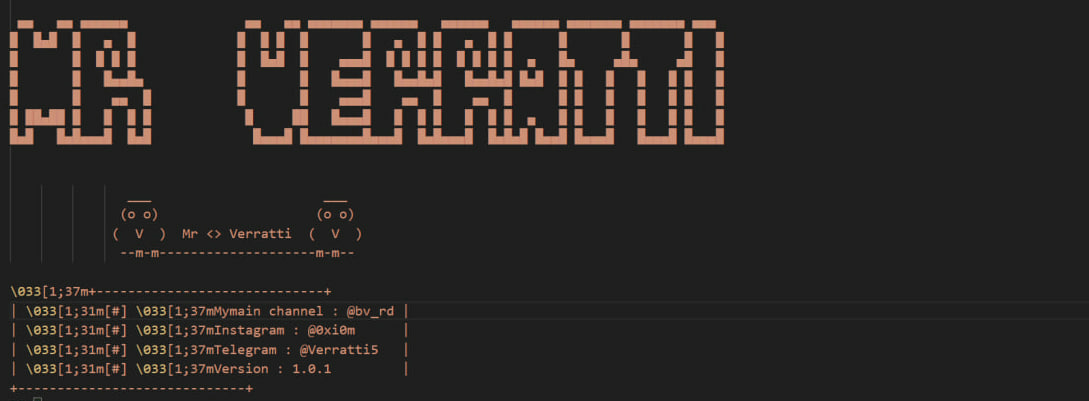 MR VERRATTI
___ ___
(o o) (o o)
( V ) Mr <> Verratti ( V )
--m-m--------------------m-m--
\033[1;37m+-----------------------------+
| \033[1;31m[#] \033[1;37mMymain channel : @bv_rd |
| \033[1;31m[#] \033[1;37mInstagram : @0xi0m |
| \033[1;31m[#] \033[1;37mTelegram : @Verratti5 |
| \033[1;31m[#] \033[1;37mVersion : 1.0.1 |
+-----------------------------+